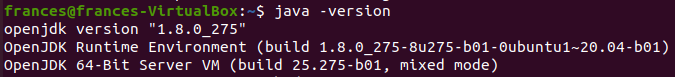 frances@frances-VirtualBox:~$ java -version
openjdk version "1.8.0_275"
OpenJDK Runtime Environment (build 1.8.0_275-8u275-b01-0ubuntu1~20.04-b01)
OpenJDK 64-Bit Server VM (build 25.275-b01, mixed mode)